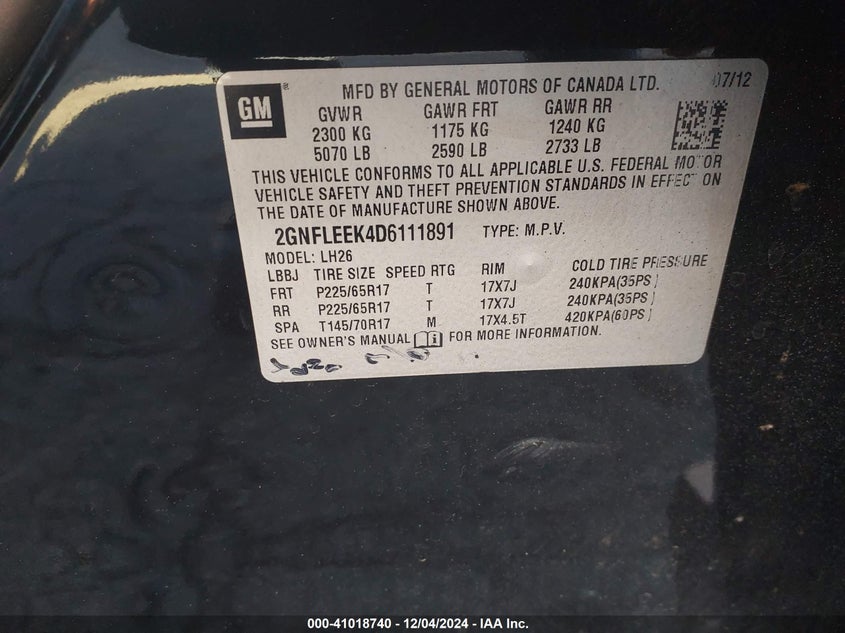 GM ®
MFD BY GENERAL MOTORS OF CANADA LTD. 07/12
GVWR GAWR FRT GAWR RR
2300 KG 1175 KG 1240 KG
5070 LB 2590 LB 2733 LB
THIS VEHICLE CONFORMS TO ALL APPLICABLE U.S. FEDERAL MOTOR
VEHICLE SAFETY AND THEFT PREVENTION STANDARDS IN EFFECT ON
THE DATE OF MANUFACTURE SHOWN ABOVE.
2GNFLEEK4D6111891 TYPE: M.P.V.
MODEL: LH26
LBBJ TIRE SIZE SPEED RTG RIM COLD TIRE PRESSURE
FRT P225/65R17 T 17X7J 240KPA(35PS )
RR P225/65R17 T 17X7J 240KPA(35PS )
SPA T145/70R17 M 17X4.5T 420KPA(60PS )
SEE OWNER'S MANUAL FOR MORE INFORMATION.
000-41018740 - 12/04/2024 - IAA Inc.